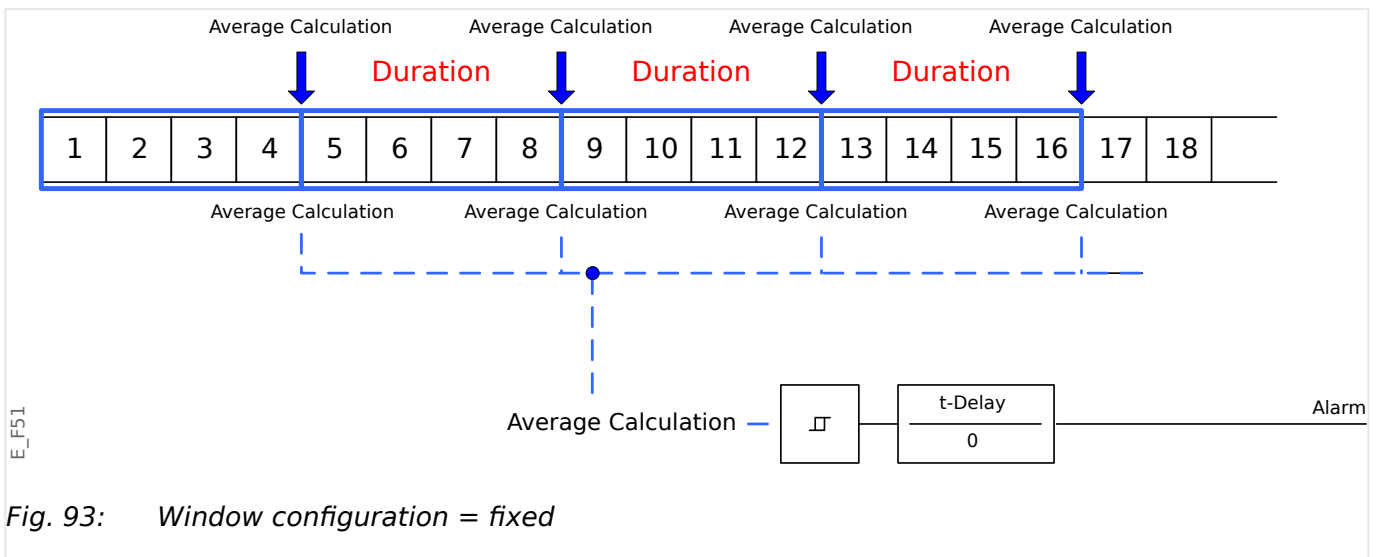 Average Calculation Average Calculation Average Calculation Average Calculation
Duration Duration Duration
1 2 3 4 5 6 7 8 9 10 11 12 13 14 15 16 17 18
Average Calculation Average Calculation Average Calculation Average Calculation
t-Delay
Alarm
Average Calculation
0
E_F51
Fig. 93: Window configuration = fixed